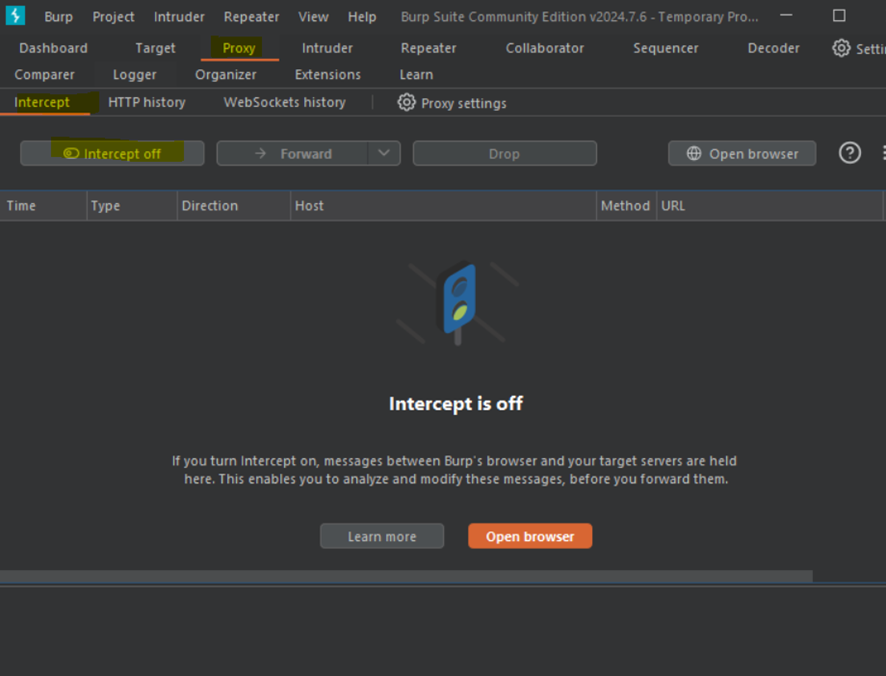 Burp Project Intruder Repeater View Help Burp Suite Community Edition v2024.7.6 - Temporary Pro...
Dashboard Target Proxy Intruder Repeater Collaborator Sequencer Decoder Setti
Comparer Logger Organizer Extensions Learn
Intercept HTTP history WebSockets history Proxy settings
Intercept off Forward Drop Open browser ?
Time Type Direction Host Method URL
Intercept is off
If you turn Intercept on, messages between Burp's browser and your target servers are held
here. This enables you to analyze and modify these messages, before you forward them.
Learn more Open browser